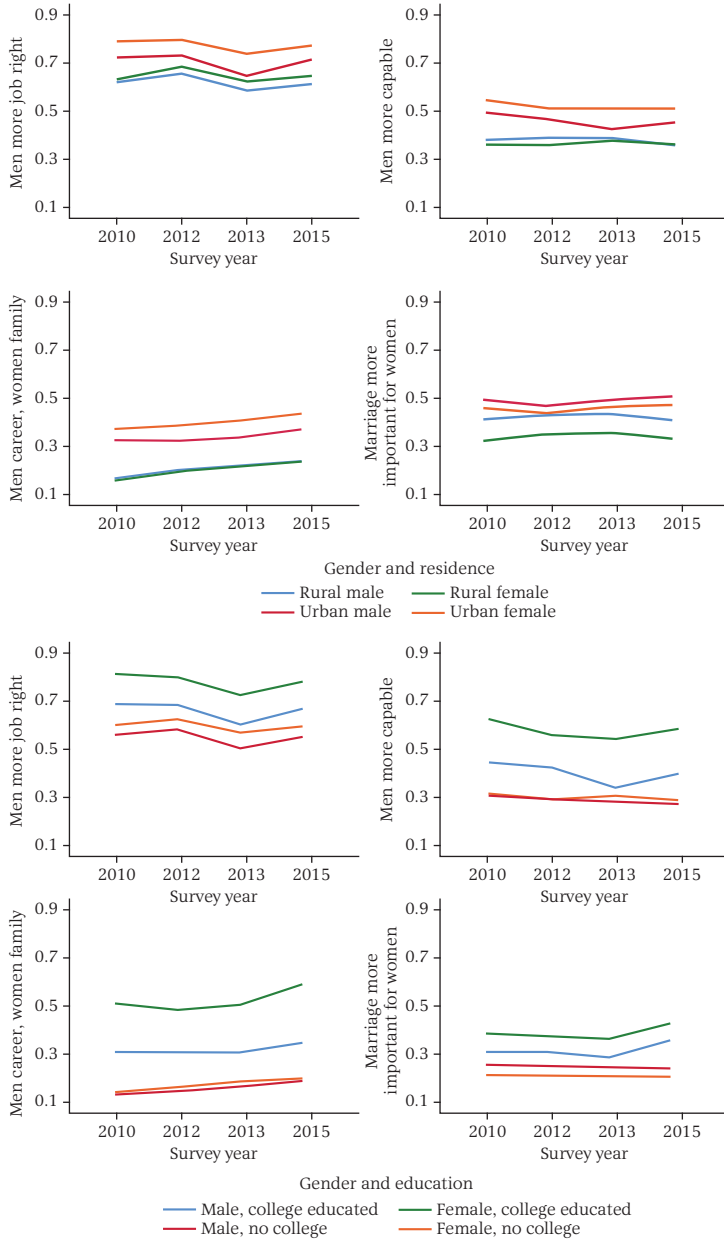 Men more job right
0.9
0.7
0.5
0.3
0.1
2010 2012 2013 2015
Survey year
Men more capable
0.9
0.7
0.5
0.3
0.1
2010 2012 2013 2015
Survey year
Men career, women family
0.9
0.7
0.5
0.3
0.1
2010 2012 2013 2015
Survey year
Marriage more
important for women
0.9
0.7
0.5
0.3
0.1
2010 2012 2013 2015
Survey year
Gender and residence
Rural male Rural female
Urban male Urban female
Men more job right
0.9
0.7
0.5
0.3
0.1
2010 2012 2013 2015
Survey year
Men more capable
0.9
0.7
0.5
0.3
0.1
2010 2012 2013 2015
Survey year
Men career, women family
0.9
0.7
0.5
0.3
0.1
2010 2012 2013 2015
Survey year
Marriage more
important for women
0.9
0.7
0.5
0.3
0.1
2010 2012 2013 2015
Survey year
Gender and education
Male, college educated Female, college educated
Male, no college Female, no college